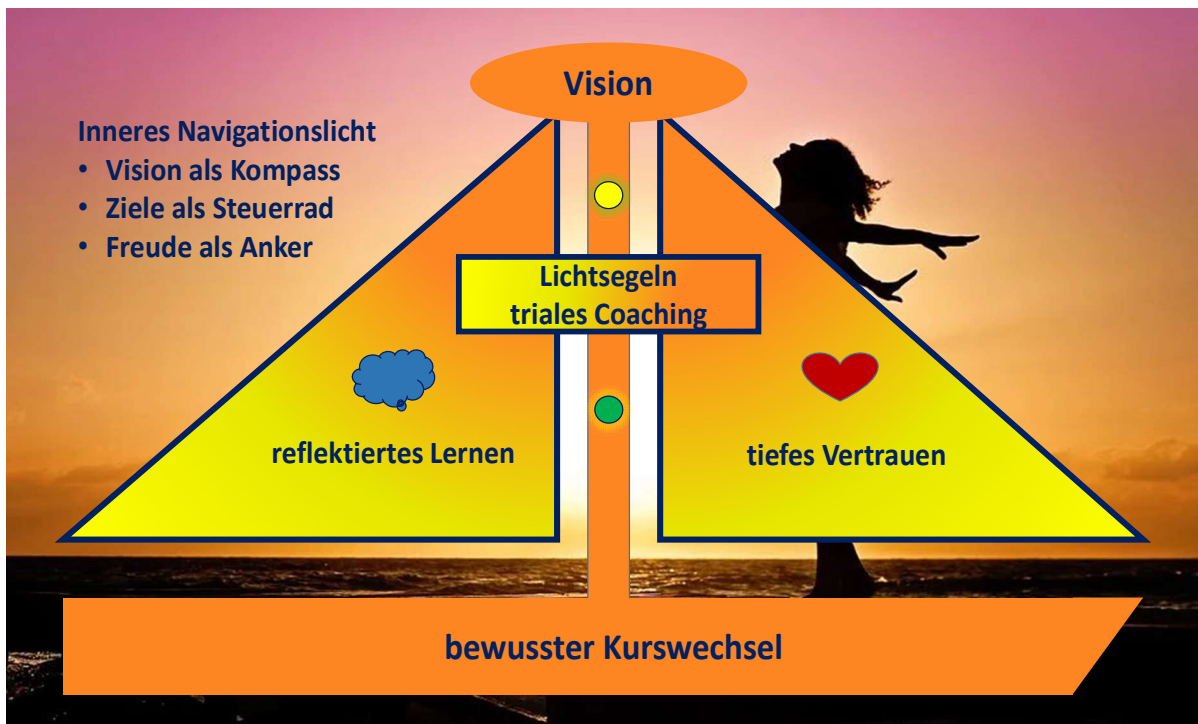 Vision
Inneres Navigationslicht
• Vision als Kompass
• Ziele als Steuerrad
• Freude als Anker
Lichtsegeln
triales Coaching
reflektiertes Lernen
tiefes Vertrauen
bewusster Kurswechsel